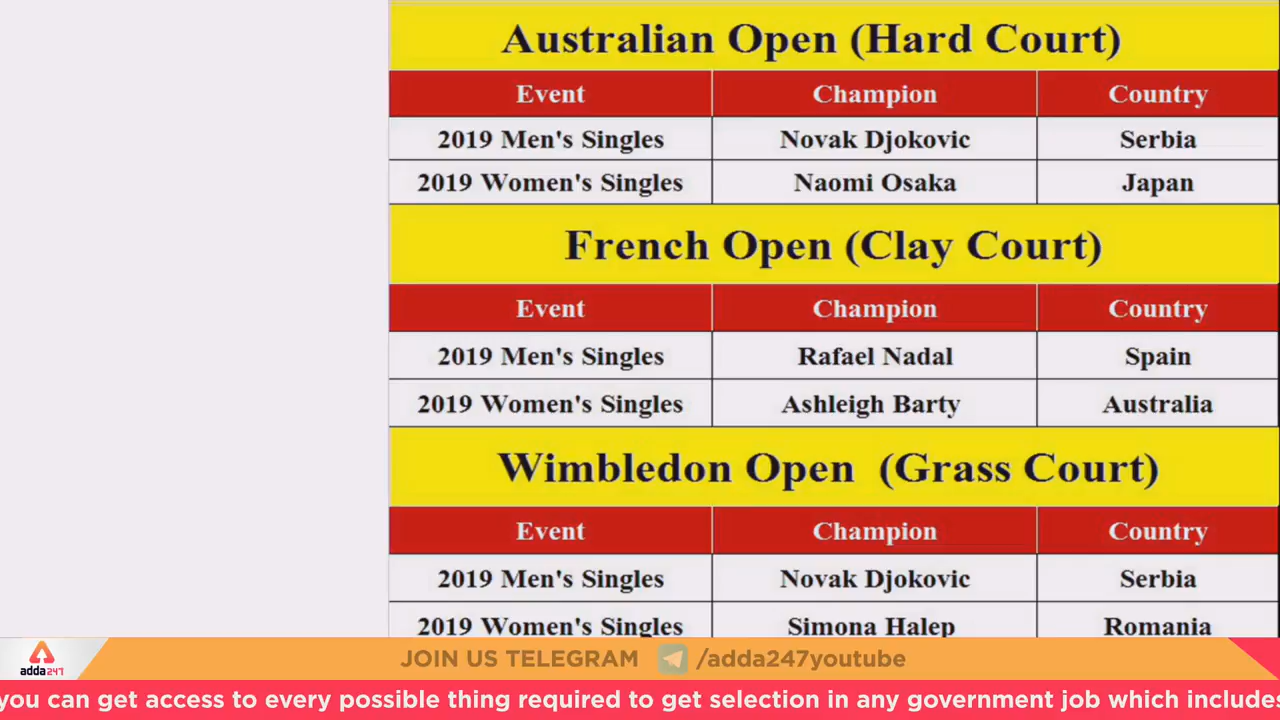 Australian Open (Hard Court)
Event Champion Country
2019 Men's Singles Novak Djokovic Serbia
2019 Women's Singles Naomi Osaka Japan
French Open (Clay Court)
Event Champion Country
2019 Men's Singles Rafael Nadal Spain
2019 Women's Singles Ashleigh Barty Australia
Wimbledon Open (Grass Court)
Event Champion Country
2019 Men's Singles Novak Djokovic Serbia
2019 Women's Singles Simona Halep Romania
adda247
JOIN US TELEGRAM /adda247youtube
you can get access to every possible thing required to get selection in any government job which includes